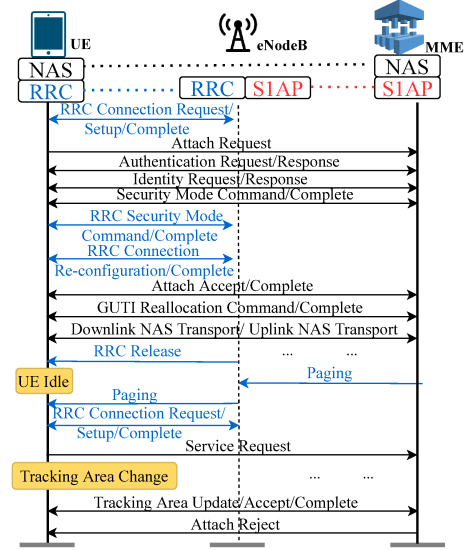 UE
eNodeB
MME
NAS
NAS
RRC
RRC
S1AP
S1AP
RRC Connection Request/
Setup/Complete
Attach Request
Authentication Request/Response
Identity Request/Response
Security Mode Command/Complete
RRC Security Mode
Command/Complete
RRC Connection
Re-configuration/Complete
Attach Accept/Complete
GUTI Reallocation Command/Complete
Downlink NAS Transport/ Uplink NAS Transport
RRC Release
... ...
UE Idle
Paging
Paging
RRC Connection Request/
Setup/Complete
Service Request
Tracking Area Change
... ...
Tracking Area Update/Accept/Complete
Attach Reject